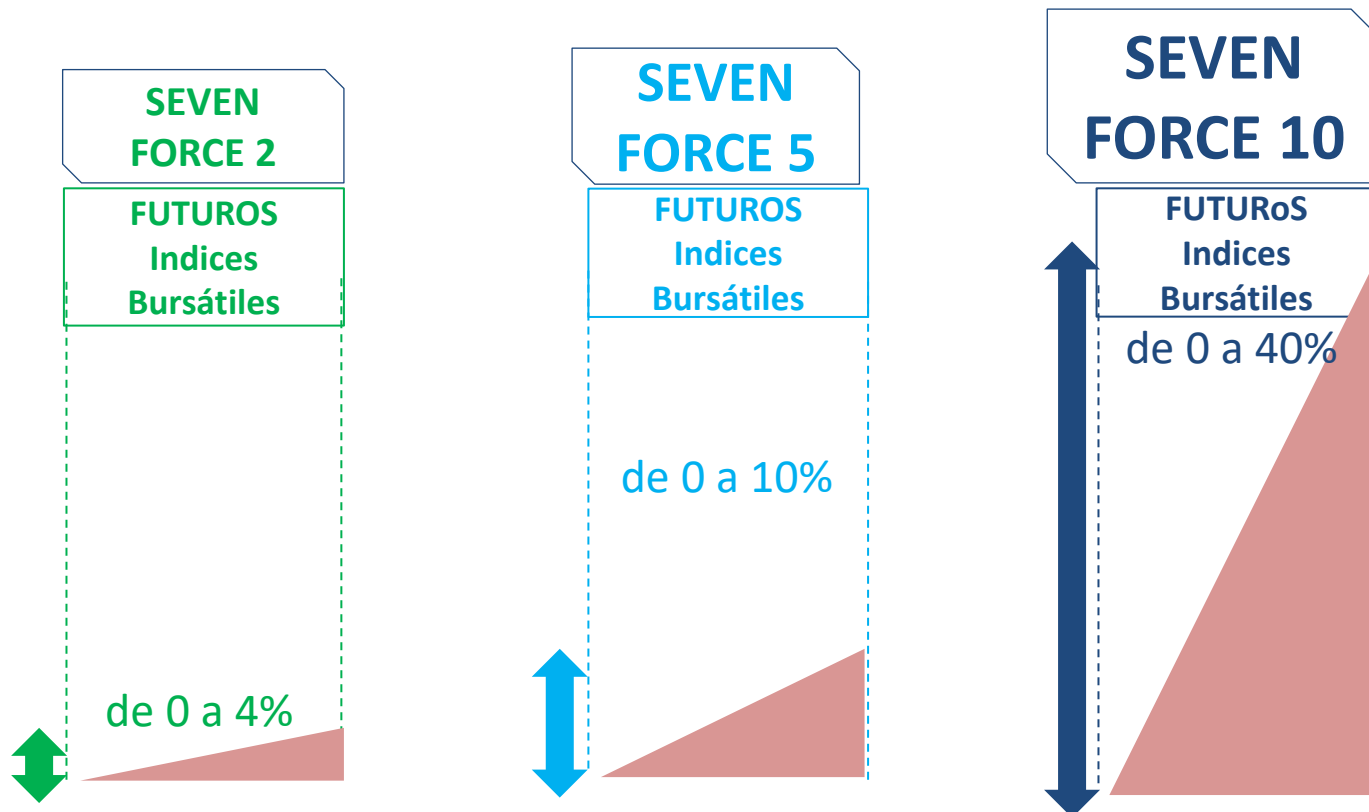 SEVEN
FORCE 2
FUTUROS
Indices
Bursátiles
de 0 a 4%
SEVEN
FORCE 5
FUTUROS
Indices
Bursátiles
de 0 a 10%
SEVEN
FORCE 10
FUTURoS
Indices
Bursátiles
de 0 a 40%